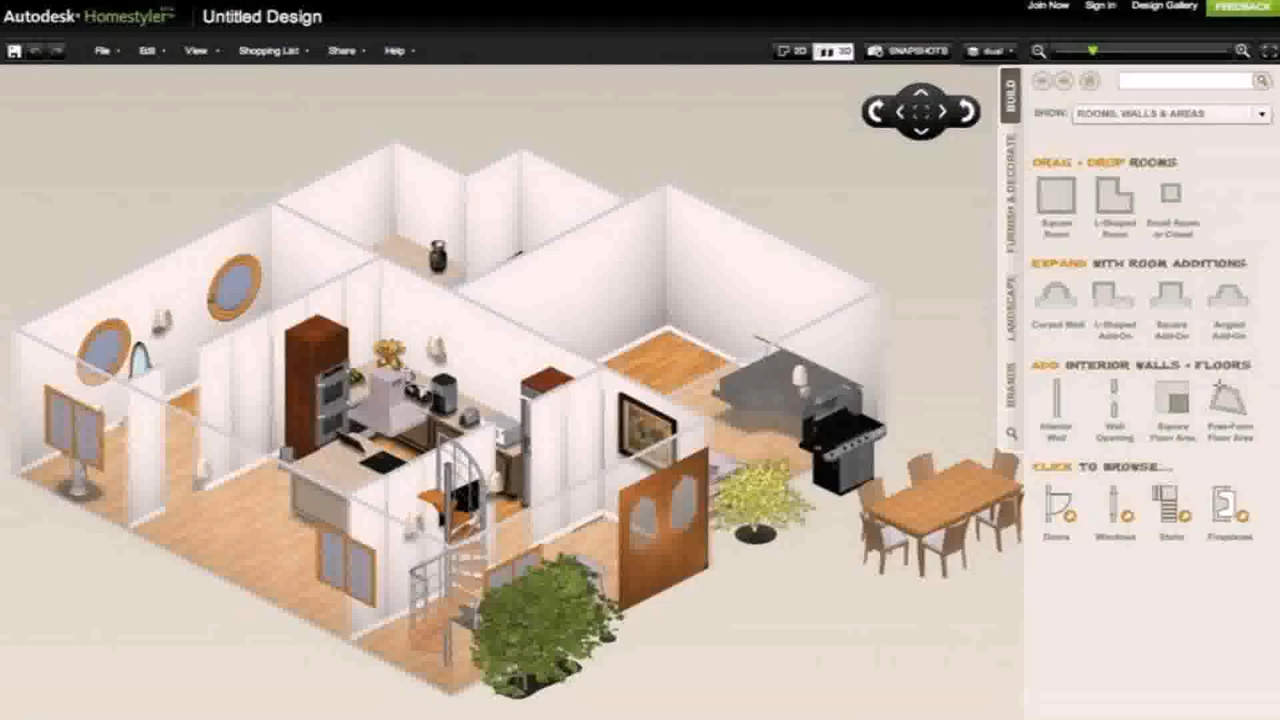 Autodesk® Homestyler™ Untitled Design
Join Now Sign In Design Gallery FEEDBACK
File Edit View Shopping List Share Help
2D 3D SNAPSHOTS dual
BUILD
FURNISH & DECORATE
LANDSCAPE
BRANDS
SHOW: ROOMS, WALLS & AREAS
DRAG + DROP ROOMS
Square Room
L-Shaped Room
Small Room or Closet
EXPAND WITH ROOM ADDITIONS
Curved Wall
L-Shaped Add-On
Square Add-On
Angled Add-On
ADD INTERIOR WALLS + FLOORS
Interior Wall
Wall Opening
Square Floor Area
Free-Form Floor Area
CLICK TO BROWSE...
Doors Windows Stairs Fireplaces